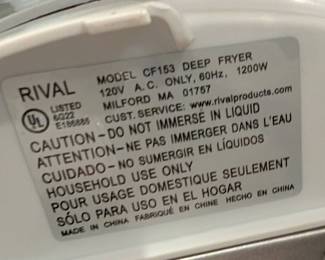 RIVAL
MODEL CF153 DEEP FRYER
120V A.C. ONLY, 60Hz, 1200W
MILFORD MA 01757
UL LISTED
6G22
E186885
CUST. SERVICE: www.rivalproducts.com
CAUTION-DO NOT IMMERSE IN LIQUID
ATTENTION-NE PAS IMMERGER DANS L'EAU
CUIDADO-NO SUMERGIR EN LÍQUIDOS
HOUSEHOLD USE ONLY
POUR USAGE DOMESTIQUE SEULEMENT
SÓLO PARA USO EN EL HOGAR
MADE IN CHINA FABRIQUÉ EN CHINE HECHO EN CHINA